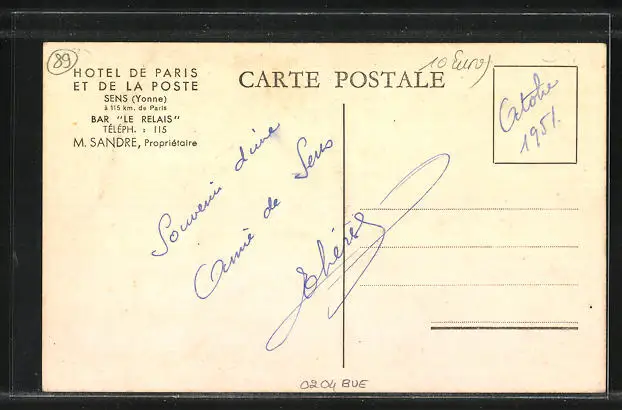 89
HOTEL DE PARIS
ET DE LA POSTE
SENS (Yonne)
à 115 km. de Paris
BAR "LE RELAIS"
TÉLÉPH. : 115
M. SANDRE, Propriétaire
CARTE POSTALE
10 Euros
Octobre
1951.
Souvenir d'une
Amie de Sens
Thérèse
0204 BUE